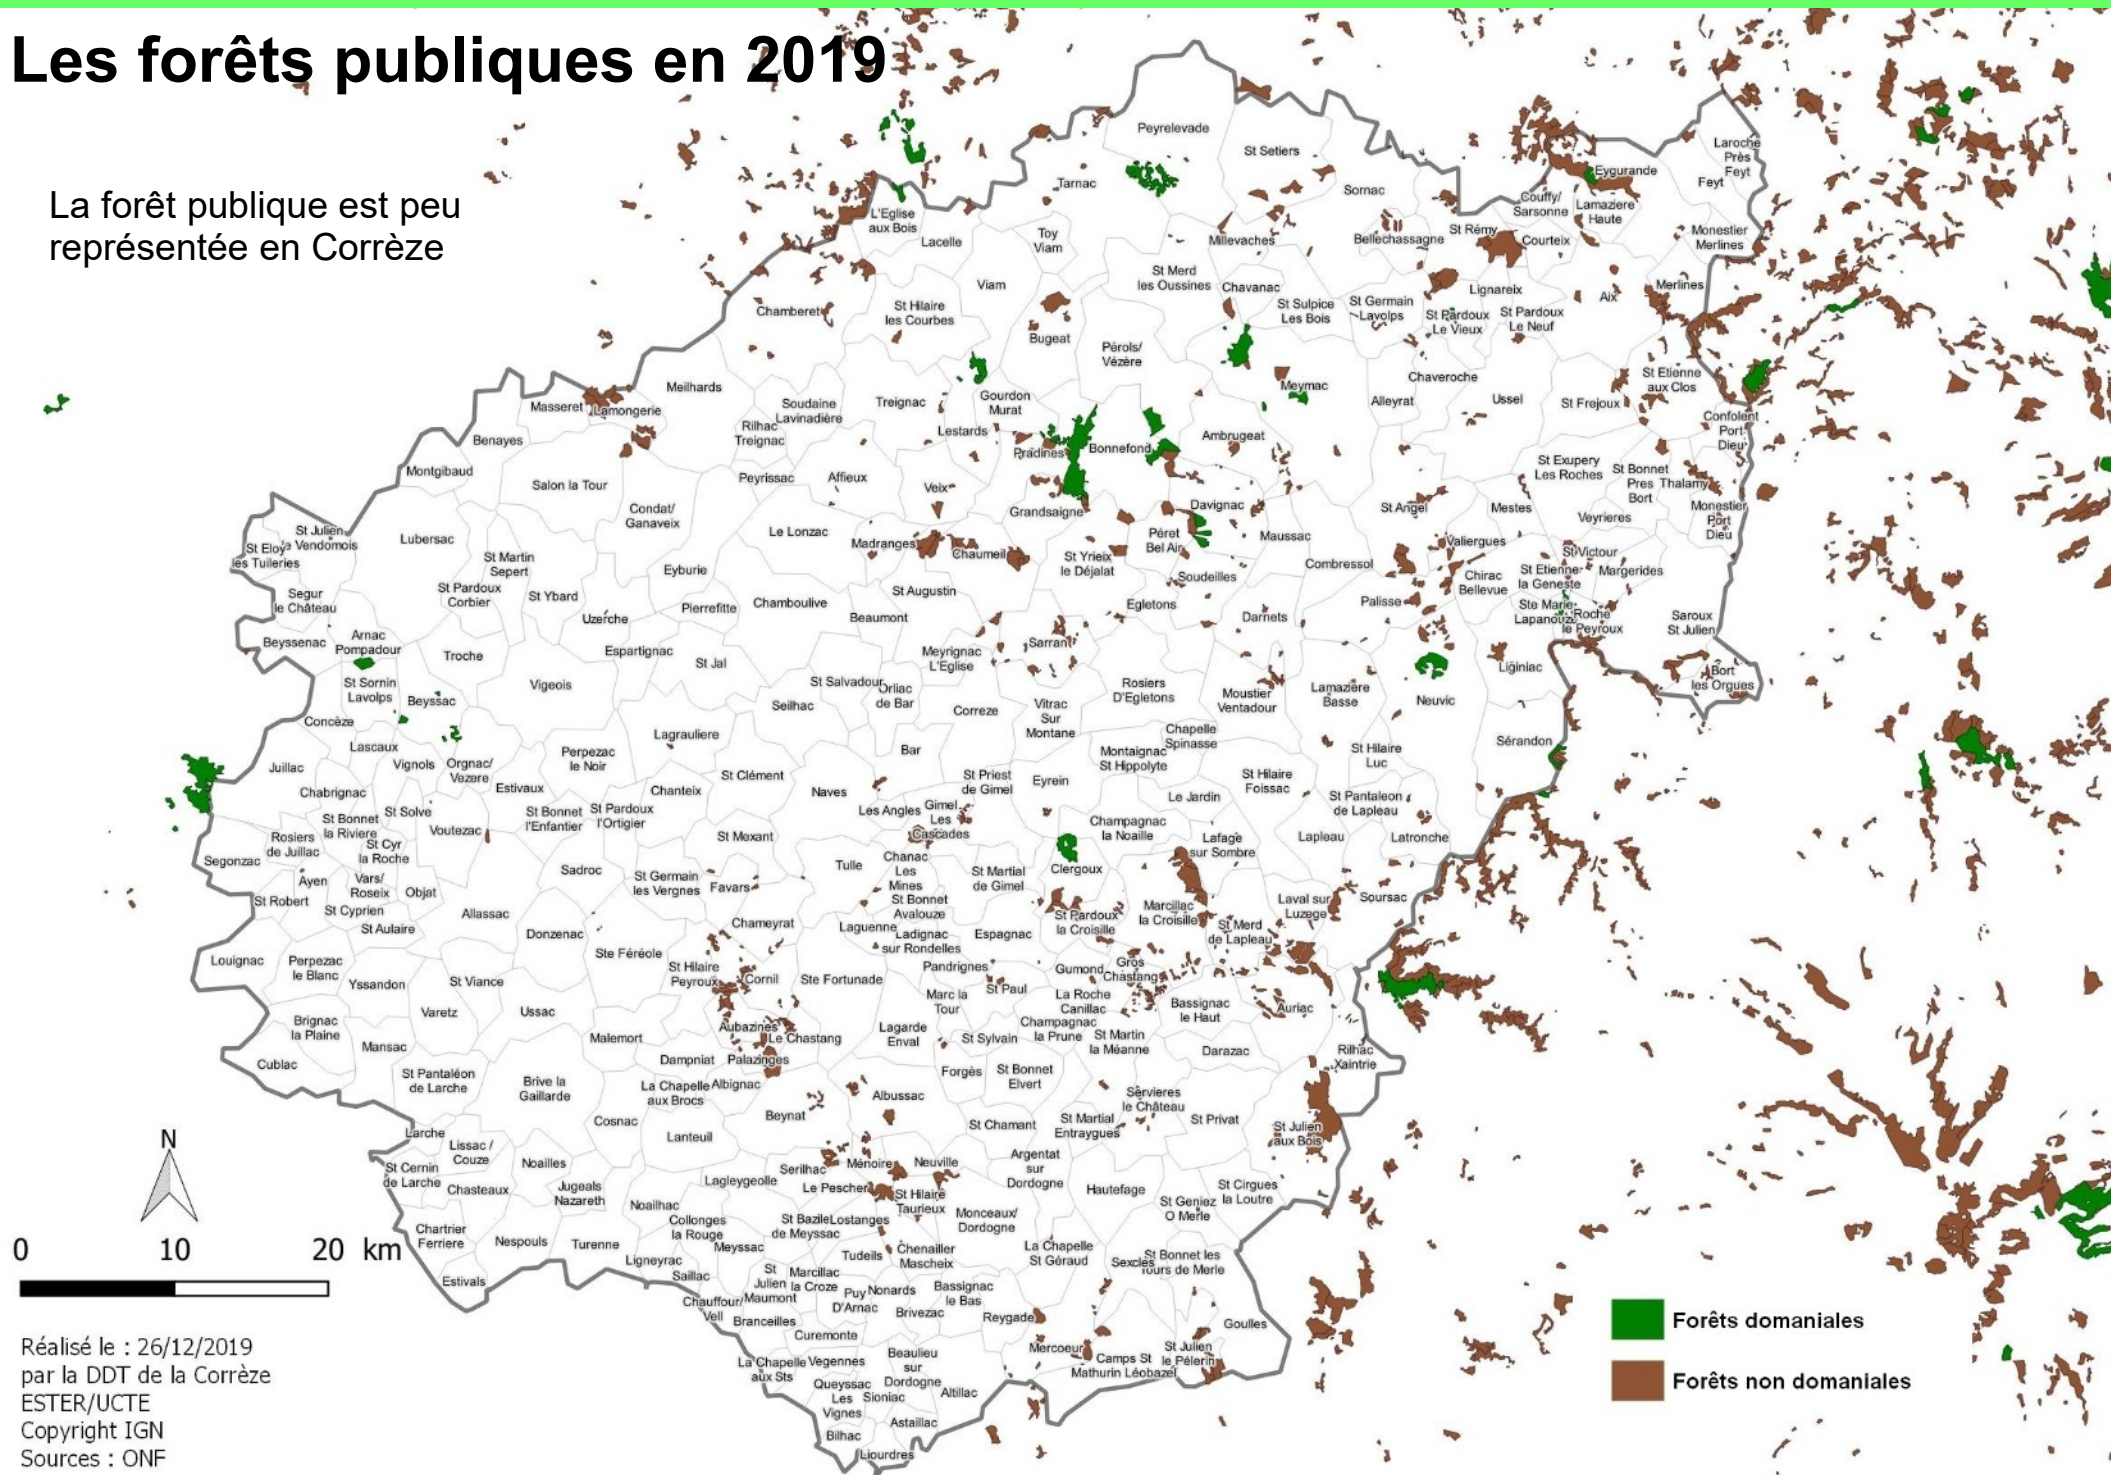 Les forêts publiques en 2019
La forêt publique est peu
représentée en Corrèze
Peyrelevade
St Setiers
Laroche
Près
Feyt
Feyt
Eygurande
Tarnac
Sornac
Couffy/
Sarsonne
Lamaziere
Haute
L'Eglise
aux Bois
Lacelle
Toy
Viam
Millevaches
Bellechassagne
St Rémy
Courteix
Monestier
Merlines
Viam
St Merd
les Oussines
Chavanac
Lignareix
Aix
Merlines
Chamberet
St Hilaire
les Courbes
St Sulpice
Les Bois
St Germain
Lavolps
St Pardoux
Le Vieux
St Pardoux
Le Neuf
Bugeat
Pérols/
Vézère
Meymac
Chaveroche
St Etienne
aux Clos
Meilhards
Masseret
Lamongerie
Soudaine
Lavinadière
Treignac
Gourdon
Murat
Alleyrat
Ussel
St Frejoux
Confolent
Port
Dieu
Benayes
Rilhac
Treignac
Lestards
Pradines
Bonnefond
Ambrugeat
Montgibaud
Salon la Tour
Peyrissac
Affieux
Veix
St Exupery
Les Roches
St Bonnet
Pres
Bort
Thalamy
Condat/
Ganaveix
Grandsaigne
Davignac
St Angel
Mestes
Veyrieres
Monestier
Port
Dieu
St Julien
le Vendomois
St Eloy
les Tuileries
Lubersac
Le Lonzac
Madranges
Chaumeil
Péret
Bel Air
Maussac
Valiergues
St Martin
Sepert
Eyburie
St Yrieix
le Déjalat
Soudeilles
Combressol
St Victour
St Etienne
la Geneste
Margerides
Segur
le Château
St Pardoux
Corbier
St Ybard
Uzerche
Pierrefitte
Chamboulive
St Augustin
Beaumont
Egletons
Darnets
Palisse
Chirac
Bellevue
Ste Marie
Lapanouze
Roche
le Peyroux
Saroux
St Julien
Beyssenac
Arnac
Pompadour
Troche
Espartignac
St Jal
Meyrignac
L'Eglise
Sarran
Liginiac
Bort
les Orgues
St Sornin
Lavolps
Beyssac
Vigeois
St Salvadour
Orliac
de Bar
Seilhac
Correze
Vitrac
Sur
Montane
Rosiers
D'Egletons
Moustier
Ventadour
Lamazière
Basse
Neuvic
Concèze
Lascaux
Lagrauliere
Bar
Chapelle
Spinasse
Montaignac
St Hippolyte
St Hilaire
Luc
Sérandon
Juillac
Vignols
Orgnac/
Vezere
Perpezac
le Noir
Chabrignac
Estivaux
Chanteix
St Clément
Naves
St Priest
de Gimel
Eyrein
St Hilaire
Foissac
Le Jardin
St Pantaleon
de Lapleau
St Solve
St Bonnet
la Riviere
Voutezac
St Bonnet
l'Enfantier
St Pardoux
l'Ortigier
St Mexant
Les Angles
Gimel
Les
Cascades
Champagnac
la Noaille
Lafage
sur Sombre
Lapleau
Latronche
Rosiers
de Juillac
St Cyr
la Roche
Segonzac
Sadroc
Tulle
Chanac
Les
Mines
St Martial
de Gimel
Clergoux
Ayen
Vars/
Roseix
Objat
St Germain
les Vergnes
Favars
St Bonnet
Avalouze
St Robert
St Cyprien
Allassac
Chameyrat
Laguenne
Marcillac
la Croisille
Laval sur
Luzege
Soursac
St Aulaire
Donzenac
Ladignac
sur Rondelles
Espagnac
St Pardoux
la Croisille
St Merd
de Lapleau
Louignac
Perpezac
le Blanc
Ste Féréole
St Hilaire
Peyroux
Cornil
Ste Fortunade
Pandrignes
Gumond
Gros
Chastang
Yssandon
St Viance
Marc la
Tour
St Paul
La Roche
Canillac
Bassignac
le Haut
Auriac
Brignac
la Plaine
Varetz
Ussac
Malemort
Aubazines
Le Chastang
Lagarde
Enval
St Sylvain
Champagnac
la Prune
St Martin
la Méanne
Darazac
Mansac
Cublac
Dampniat
Palazinges
Rilhac
Xaintrie
St Pantaléon
de Larche
Brive la
Gaillarde
La Chapelle
aux Brocs
Albignac
Forgès
St Bonnet
Elvert
Albussac
Servieres
le Château
Cosnac
Beynat
St Chamant
St Martial
Entraygues
St Privat
St Julien
aux Bois
Larche
Lanteuil
Lissac /
Couze
St Cernin
de Larche
Noailles
Serilhac
Ménoire
Neuville
Argentat
sur
Dordogne
Chasteaux
Jugeals
Nazareth
Lagleygeolle
Le Pescher
St Hilaire
Taurieux
Hautefage
St Cirgues
la Loutre
St Geniez
O Merle
Noailhac
Collonges
la Rouge
St Bazile
de Meyssac
Lostanges
Monceaux/
Dordogne
Chartrier
Ferriere
Nespouls
Turenne
Meyssac
Tudeils
Chenailler
Mascheix
La Chapelle
St Géraud
Sexcles
St Bonnet les
Tours de Merle
Ligneyrac
Saillac
St
Julien
Maumont
Marcillac
la Croze
Puy
D'Arnac
Nonards
Bassignac
le Bas
Estivals
Chauffour/
Vell
Branceilles
Brivezac
Reygade
Goulles
Curemonte
Mercoeur
Camps St
Mathurin Léobazel
St Julien
le Pélerin
La Chapelle
aux Sts
Vegennes
Beaulieu
sur
Dordogne
Queyssac
Les
Vignes
Sioniac
Altillac
Astaillac
Bilhac
Liourdres
N
0 10 20 km
Réalisé le : 26/12/2019
par la DDT de la Corrèze
ESTER/UCTE
Copyright IGN
Sources : ONF
Forêts domaniales
Forêts non domaniales